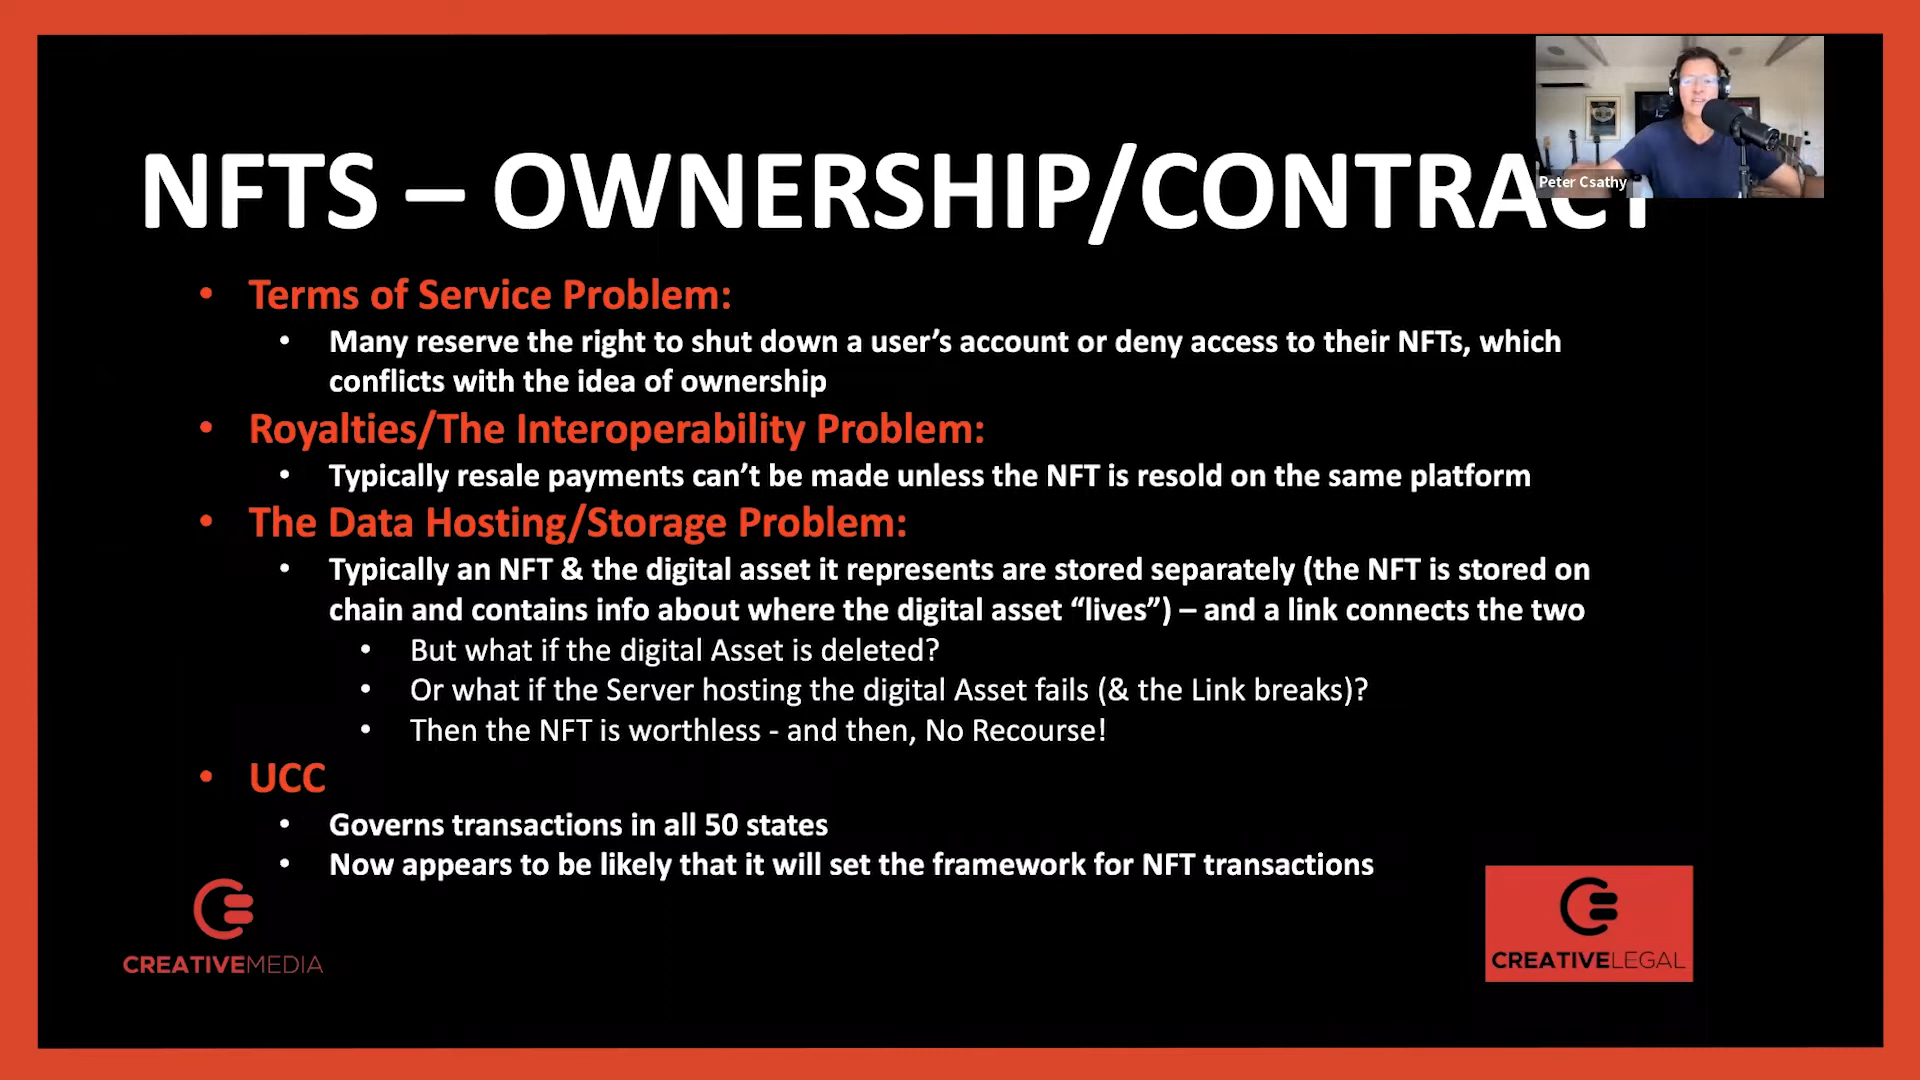 NFTS – OWNERSHIP/CONTRACT
Peter Csathy
• Terms of Service Problem:
• Many reserve the right to shut down a user’s account or deny access to their NFTs, which
conflicts with the idea of ownership
• Royalties/The Interoperability Problem:
• Typically resale payments can’t be made unless the NFT is resold on the same platform
• The Data Hosting/Storage Problem:
• Typically an NFT & the digital asset it represents are stored separately (the NFT is stored on
chain and contains info about where the digital asset “lives”) – and a link connects the two
• But what if the digital Asset is deleted?
• Or what if the Server hosting the digital Asset fails (& the Link breaks)?
• Then the NFT is worthless - and then, No Recourse!
• UCC
• Governs transactions in all 50 states
• Now appears to be likely that it will set the framework for NFT transactions
CREATIVEMEDIA
CREATIVELEGAL